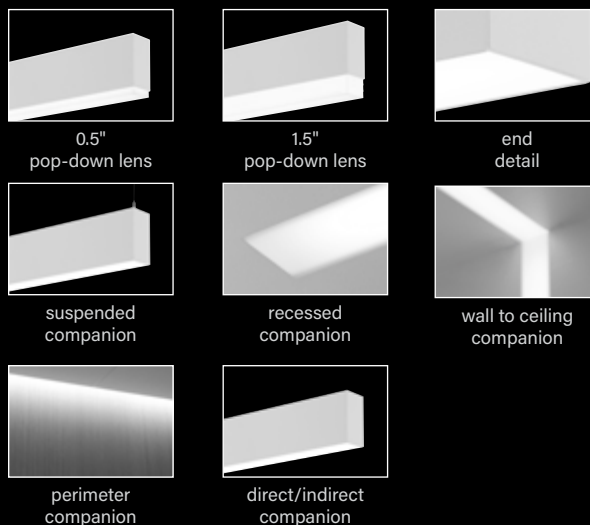 0.5"
pop-down lens
1.5"
pop-down lens
end
detail
suspended
companion
recessed
companion
wall to ceiling
companion
perimeter
companion
direct/indirect
companion